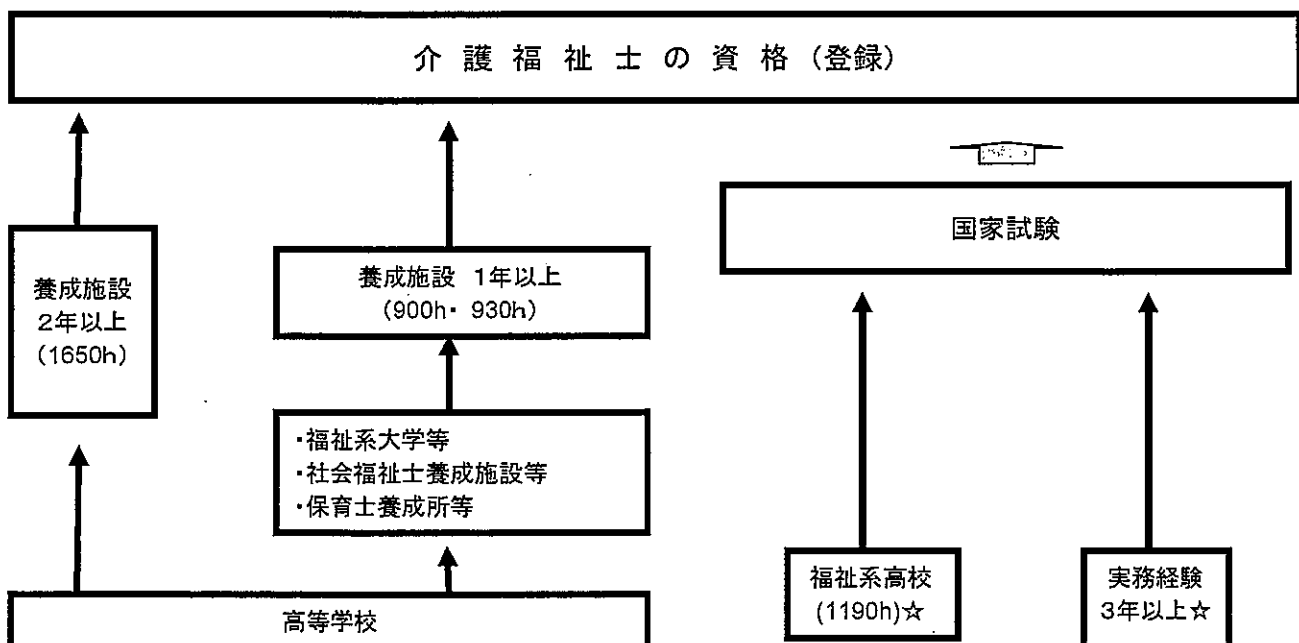 介護福祉士の資格(登録)
国家試験
養成施設
2年以上
(1650h)
養成施設 1年以上
(900h・930h)
・福祉系大学等
・社会福祉士養成施設等
・保育士養成所等
高等学校
福祉系高校
(1190h)☆
実務経験
3年以上☆